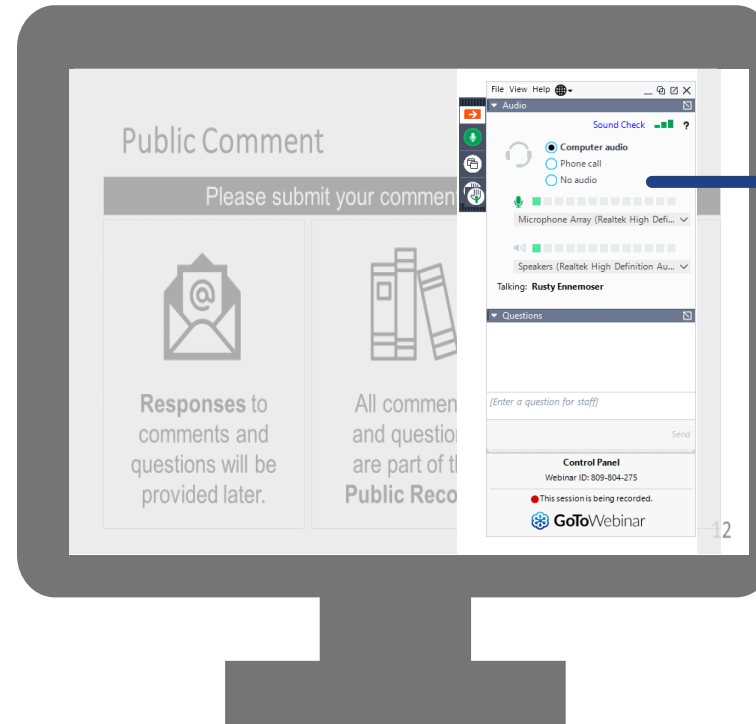 Public Comment
Please submit your commen
Responses to
comments and
questions will be
provided later.
All commen
and question
are part of t
Public Reco
File View Help
Audio
Sound Check
?
Computer audio
Phone call
No audio
Microphone Array (Realtek High Defi...
Speakers (Realtek High Definition Au...
Talking: Rusty Ennemoser
Questions
[Enter a question for staff]
Send
Control Panel
Webinar ID: 809-804-275
This session is being recorded.
GoToWebinar
12